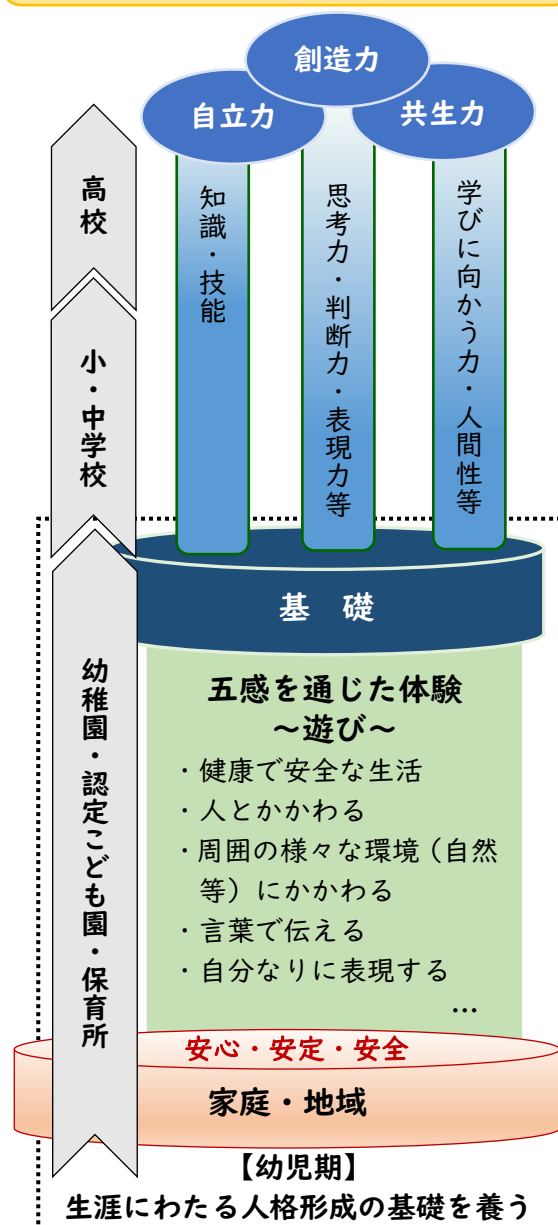 創造力
自立力
共生力
高校
小・中学校
幼稚園・認定こども園・保育所
知識・技能
思考力・判断力・表現力等
学びに向かう力・人間性等
基 礎
五感を通じた体験
～遊び～
・健康で安全な生活
・人とかかわる
・周囲の様々な環境（自然
等）にかかわる
・言葉で伝える
・自分なりに表現する
…
安心・安定・安全
家庭・地域
【幼児期】
生涯にわたる人格形成の基礎を養う